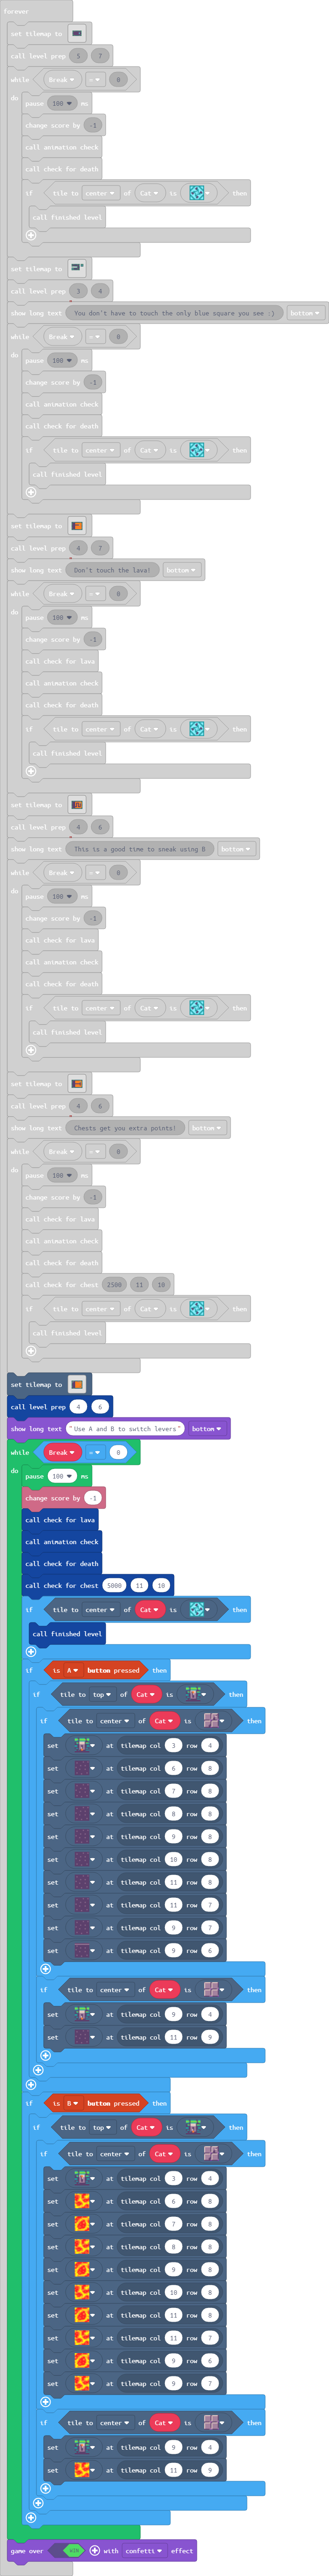 forever
set tilemap to
call level prep 5 7
while Break = 0
do
pause 100 ms
change score by -1
call animation check
call check for death
if tile to center of Cat is then
call finished level
set tilemap to
call level prep 3 4
show long text You don't have to touch the only blue square you see :) bottom
while Break = 0
do
pause 100 ms
change score by -1
call animation check
call check for death
if tile to center of Cat is then
call finished level
set tilemap to
call level prep 4 7
show long text Don't touch the lava! bottom
while Break = 0
do
pause 100 ms
change score by -1
call check for lava
call animation check
call check for death
if tile to center of Cat is then
call finished level
set tilemap to
call level prep 4 6
show long text This is a good time to sneak using B bottom
while Break = 0
do
pause 100 ms
change score by -1
call check for lava
call animation check
call check for death
if tile to center of Cat is then
call finished level
set tilemap to
call level prep 4 6
show long text Chests get you extra points! bottom
while Break = 0
do
pause 100 ms
change score by -1
call check for lava
call animation check
call check for death
call check for chest 2500 11 10
if tile to center of Cat is then
call finished level
set tilemap to
call level prep 4 6
show long text "Use A and B to switch levers" bottom
while Break = 0
do
pause 100 ms
change score by -1
call check for lava
call animation check
call check for death
call check for chest 5000 11 10
if tile to center of Cat is then
call finished level
if is A button pressed then
if tile to top of Cat is then
if tile to center of Cat is then
set at tilemap col 3 row 4
set at tilemap col 6 row 8
set at tilemap col 7 row 8
set at tilemap col 8 row 8
set at tilemap col 9 row 8
set at tilemap col 10 row 8
set at tilemap col 11 row 8
set at tilemap col 11 row 7
set at tilemap col 9 row 7
set at tilemap col 9 row 6
if tile to center of Cat is then
set at tilemap col 9 row 4
set at tilemap col 11 row 9
if is B button pressed then
if tile to top of Cat is then
if tile to center of Cat is then
set at tilemap col 3 row 4
set at tilemap col 6 row 8
set at tilemap col 7 row 8
set at tilemap col 8 row 8
set at tilemap col 9 row 8
set at tilemap col 10 row 8
set at tilemap col 11 row 8
set at tilemap col 11 row 7
set at tilemap col 9 row 6
set at tilemap col 9 row 7
if tile to center of Cat is then
set at tilemap col 9 row 4
set at tilemap col 11 row 9
game over WIN with confetti effect